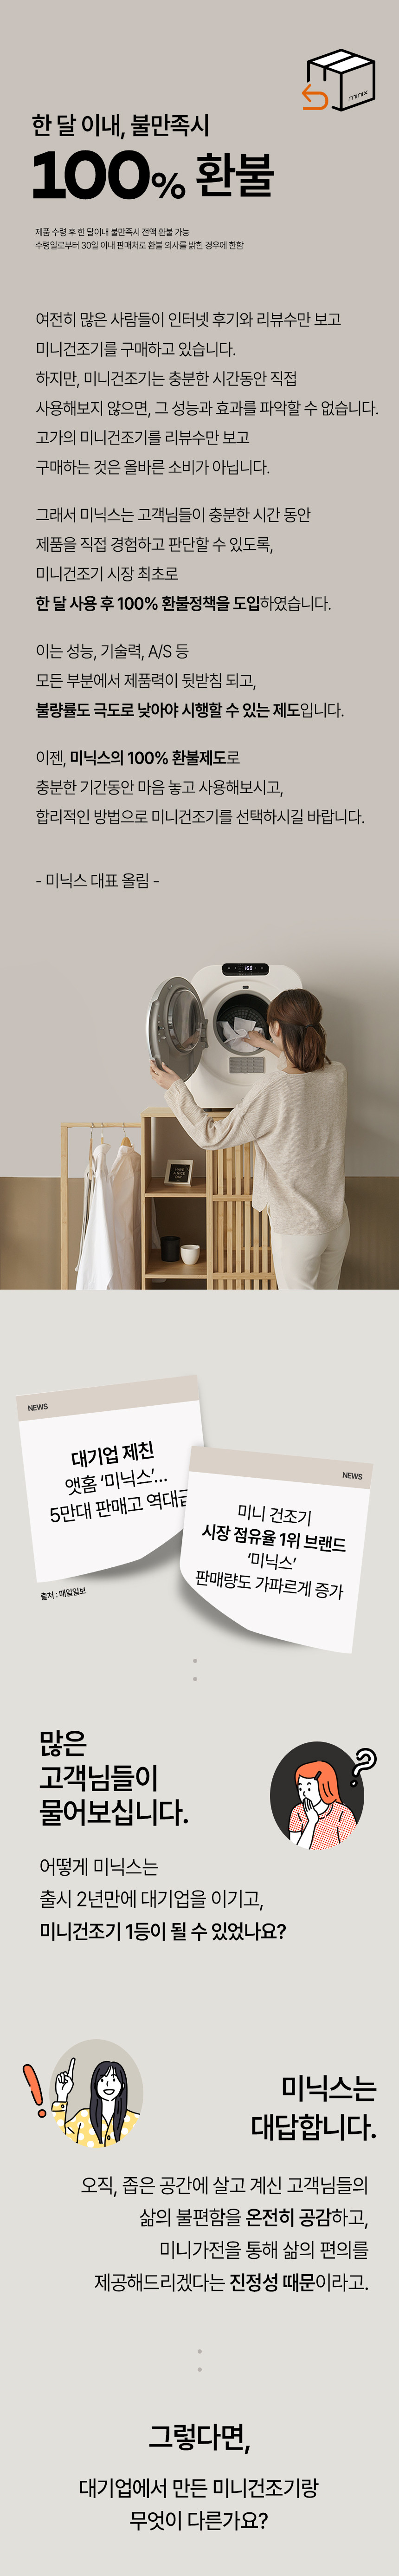 minix
한 달 이내, 불만족시
100% 환불
제품 수령 후 한 달이내 불만족시 전액 환불 가능
수령일로부터 30일 이내 판매처로 환불 의사를 밝힌 경우에 한함
여전히 많은 사람들이 인터넷 후기와 리뷰수만 보고
미니건조기를 구매하고 있습니다.
하지만, 미니건조기는 충분한 시간동안 직접
사용해보지 않으면, 그 성능과 효과를 파악할 수 없습니다.
고가의 미니건조기를 리뷰수만 보고
구매하는 것은 올바른 소비가 아닙니다.
그래서 미닉스는 고객님들이 충분한 시간 동안
제품을 직접 경험하고 판단할 수 있도록,
미니건조기 시장 최초로
한 달 사용 후 100% 환불정책을 도입하였습니다.
이는 성능, 기술력, A/S 등
모든 부분에서 제품력이 뒷받침 되고,
불량률도 극도로 낮아야 시행할 수 있는 제도입니다.
이젠, 미닉스의 100% 환불제도로
충분한 기간동안 마음 놓고 사용해보시고,
합리적인 방법으로 미니건조기를 선택하시길 바랍니다.
- 미닉스 대표 올림 -
15.0
NEWS
대기업 제친
앳홈 '미닉스'...
5만대 판매고 역대급
출처 : 매일일보
NEWS
미니 건조기
시장 점유율 1위 브랜드
'미닉스'
판매량도 가파르게 증가
많은
고객님들이
물어보십니다.
어떻게 미닉스는
출시 2년만에 대기업을 이기고,
미니건조기 1등이 될 수 있었나요?
미닉스는
대답합니다.
오직, 좁은 공간에 살고 계신 고객님들의
삶의 불편함을 온전히 공감하고,
미니가전을 통해 삶의 편의를
제공해드리겠다는 진정성 때문이라고.
그렇다면,
대기업에서 만든 미니건조기랑
무엇이 다른가요?